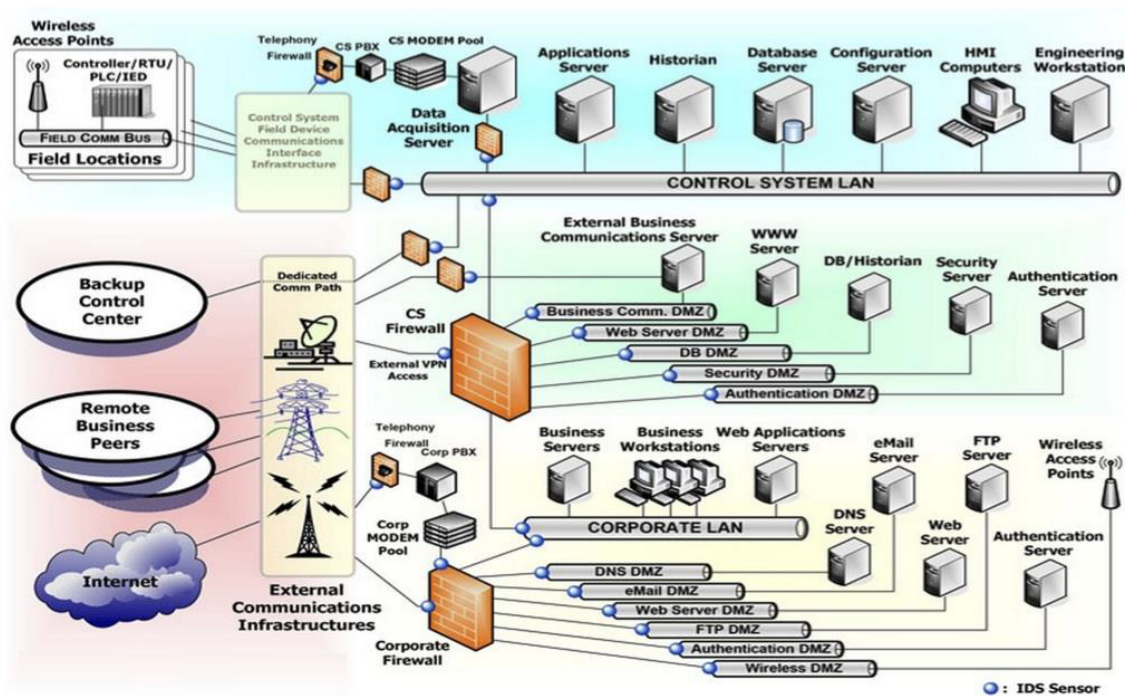 Wireless
Access Points
Controller/RTU/
PLC/IED
FIELD COMM BUS
Field Locations
Telephony
Firewall
CS PBX
CS MODEM Pool
Control System
Field Device
Communications
Interface
Infrastructure
Data
Acquisition
Server
Applications
Server
Historian
Database
Server
Configuration
Server
HMI
Computers
Engineering
Workstation
CONTROL SYSTEM LAN
External Business
Communications Server
WWW
Server
DB/Historian
Security
Server
Authentication
Server
Backup
Control
Center
Dedicated
Comm Path
CS
Firewall
External VPN
Access
Business Comm. DMZ
Web Server DMZ
DB DMZ
Security DMZ
Authentication DMZ
Remote
Business
Peers
Telephony
Firewall
Corp PBX
Corp
MODEM
Pool
Business
Servers
Business
Workstations
Web Applications
Servers
eMail
Server
FTP
Server
Wireless
Access
Points
CORPORATE LAN
DNS
Server
Web
Server
Authentication
Server
Internet
External
Communications
Infrastructures
Corporate
Firewall
DNS DMZ
eMail DMZ
Web Server DMZ
FTP DMZ
Authentication DMZ
Wireless DMZ
: IDS Sensor